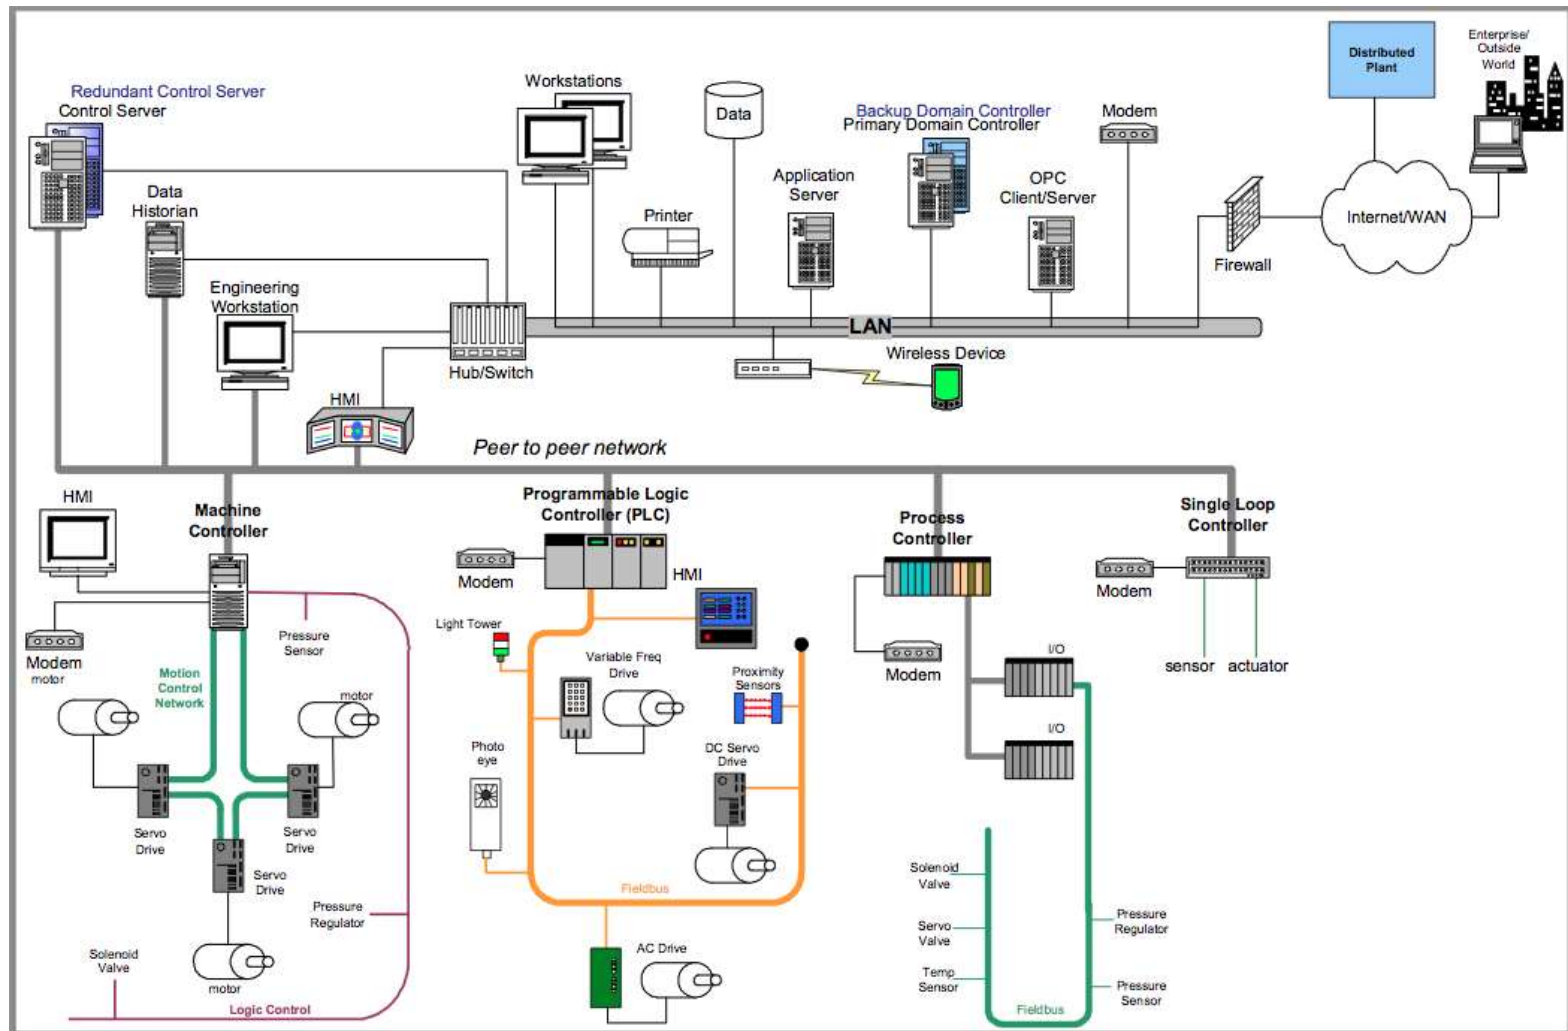 Redundant Control Server
Control Server
Data
Historian
Engineering
Workstation
HMI
Hub/Switch
Workstations
Printer
Data
Application
Server
Backup Domain Controller
Primary Domain Controller
OPC
Client/Server
Modem
LAN
Wireless Device
Firewall
Distributed
Plant
Internet/WAN
Enterprise/
Outside
World
Peer to peer network
HMI
Machine
Controller
Modem
motor
Pressure
Sensor
Motion
Control
Network
motor
Servo
Drive
Servo
Drive
Servo
Drive
motor
Pressure
Regulator
Solenoid
Valve
Logic Control
Programmable Logic
Controller (PLC)
Modem
HMI
Light Tower
Variable Freq
Drive
Proximity
Sensors
Photo
eye
DC Servo
Drive
Fieldbus
AC Drive
Process
Controller
Modem
I/O
I/O
Solenoid
Valve
Servo
Valve
Temp
Sensor
Pressure
Regulator
Pressure
Sensor
Fieldbus
Single Loop
Controller
Modem
sensor
actuator